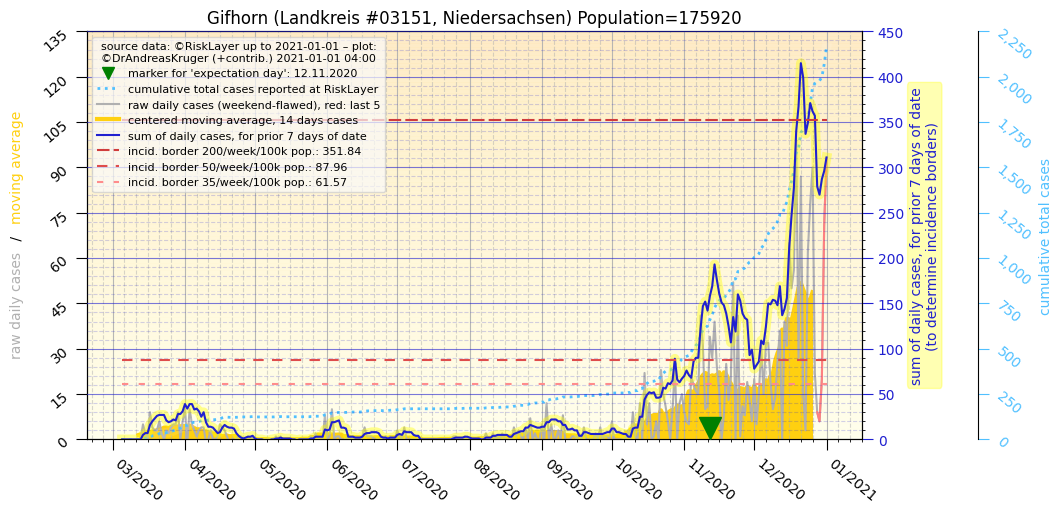 Gifhorn (Landkreis #03151, Niedersachsen) Population=175920
source data: ©RiskLayer up to 2021-01-01 – plot:
©DrAndreasKruger (+contrib.) 2021-01-01 04:00
marker for 'expectation day': 12.11.2020
cumulative total cases reported at RiskLayer
raw daily cases (weekend-flawed), red: last 5
centered moving average, 14 days cases
sum of daily cases, for prior 7 days of date
incid. border 200/week/100k pop.: 351.84
incid. border 50/week/100k pop.: 87.96
incid. border 35/week/100k pop.: 61.57
raw daily cases / moving average
135
120
105
90
75
60
45
30
15
0
03/2020
04/2020
05/2020
06/2020
07/2020
08/2020
09/2020
10/2020
11/2020
12/2020
01/2021
450
400
350
300
250
200
150
100
50
0
sum of daily cases, for prior 7 days of date
(to determine incidence borders)
2,250
2,000
1,750
1,500
1,250
1,000
750
500
250
0
cumulative total cases